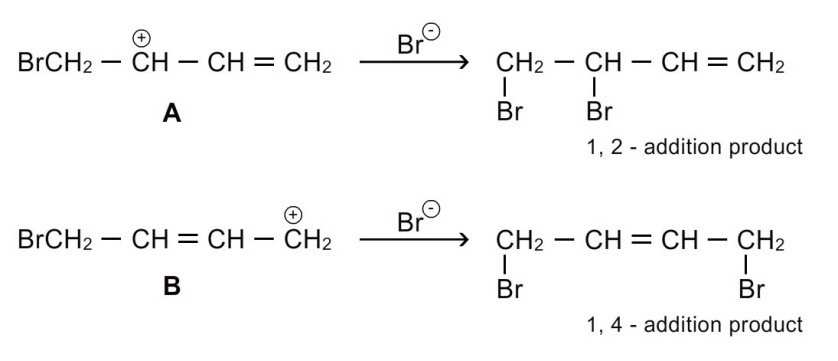 BrCH₂ – CH⊕ – CH = CH₂ Br⊖ CH₂ – CH – CH = CH₂
Br Br
A
1, 2 - addition product
BrCH₂ – CH = CH – CH₂⊕ Br⊖ CH₂ – CH = CH – CH₂
Br Br
B
1, 4 - addition product